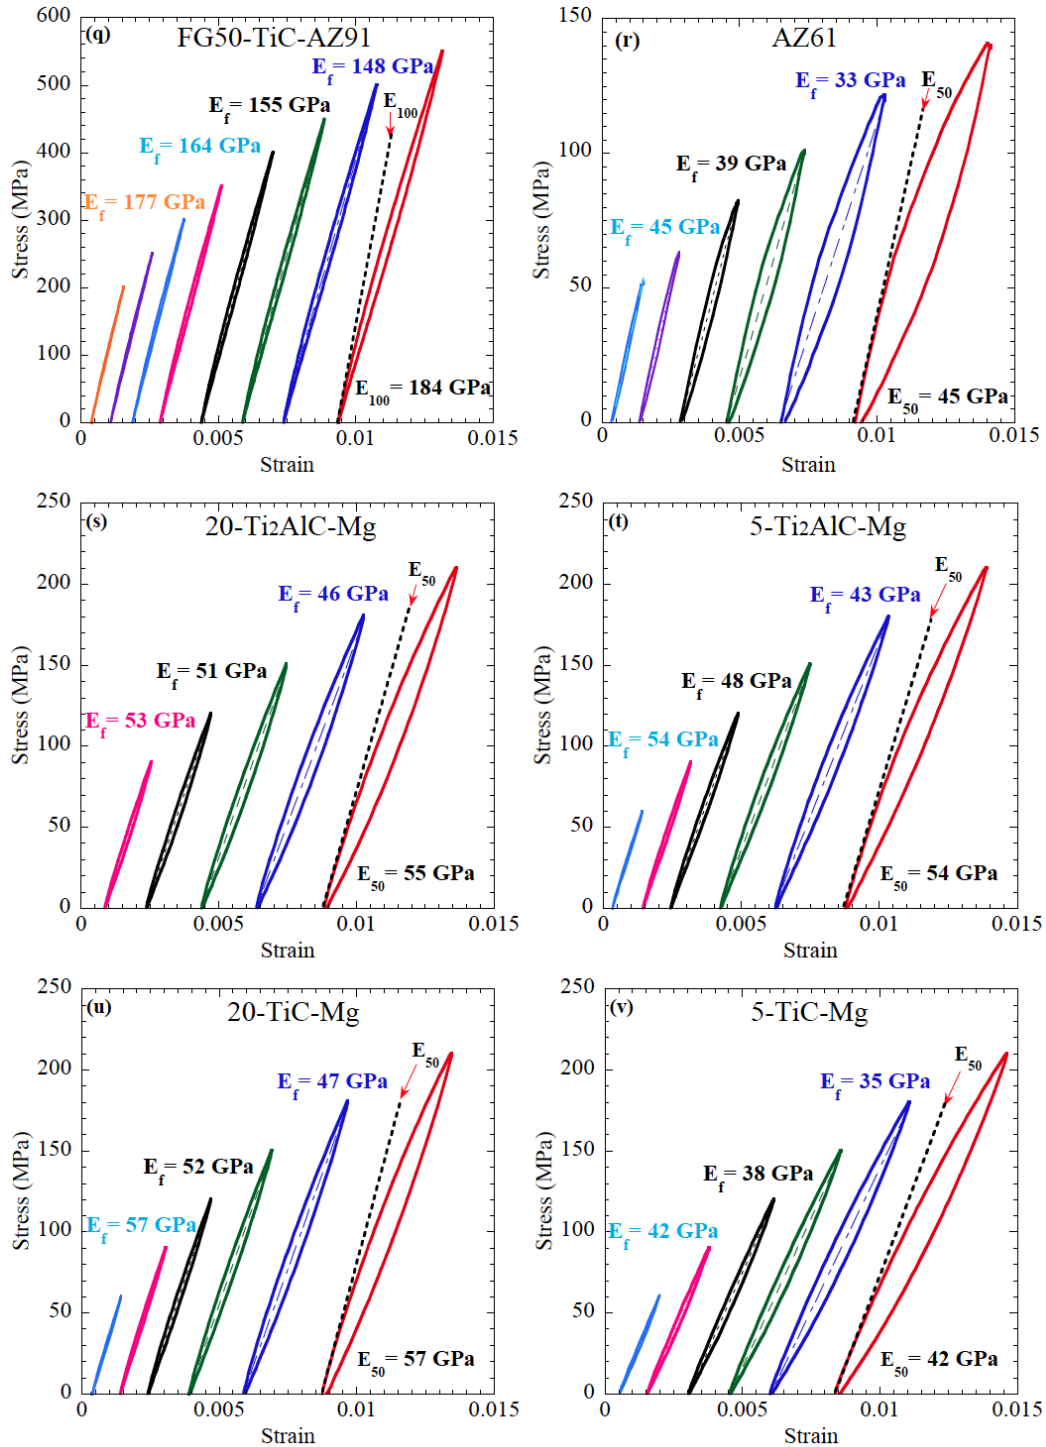 (q) FG50-TiC-AZ91
600
500
400
300
200
100
0
Stress (MPa)
E_f = 148 GPa
E_f = 155 GPa
E_100
E_f = 164 GPa
E_f = 177 GPa
E_100 = 184 GPa
0 0.005 0.01 0.015
Strain
(r) AZ61
150
100
50
0
Stress (MPa)
E_f = 33 GPa
E_50
E_f = 39 GPa
E_f = 45 GPa
E_50 = 45 GPa
0 0.005 0.01 0.015
Strain
(s) 20-Ti2AlC-Mg
250
200
150
100
50
0
Stress (MPa)
E_50
E_f = 46 GPa
E_f = 51 GPa
E_f = 53 GPa
E_50 = 55 GPa
0 0.005 0.01 0.015
Strain
(t) 5-Ti2AlC-Mg
250
200
150
100
50
0
Stress (MPa)
E_50
E_f = 43 GPa
E_f = 48 GPa
E_f = 54 GPa
E_50 = 54 GPa
0 0.005 0.01 0.015
Strain
(u) 20-TiC-Mg
250
200
150
100
50
0
Stress (MPa)
E_50
E_f = 47 GPa
E_f = 52 GPa
E_f = 57 GPa
E_50 = 57 GPa
0 0.005 0.01 0.015
Strain
(v) 5-TiC-Mg
250
200
150
100
50
0
Stress (MPa)
E_50
E_f = 35 GPa
E_f = 38 GPa
E_f = 42 GPa
E_50 = 42 GPa
0 0.005 0.01 0.015
Strain